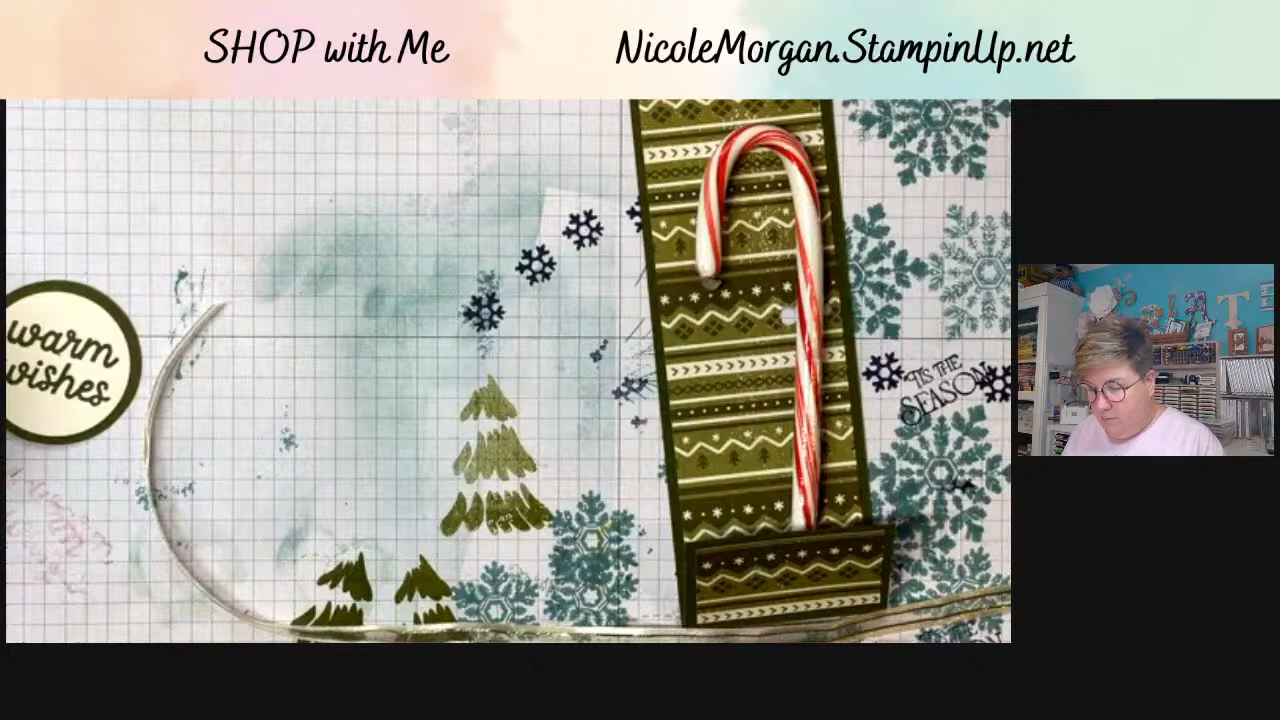 SHOP with Me
NicoleMorgan.StampinUp.net
warm
wishes
'TIS THE
SEASON